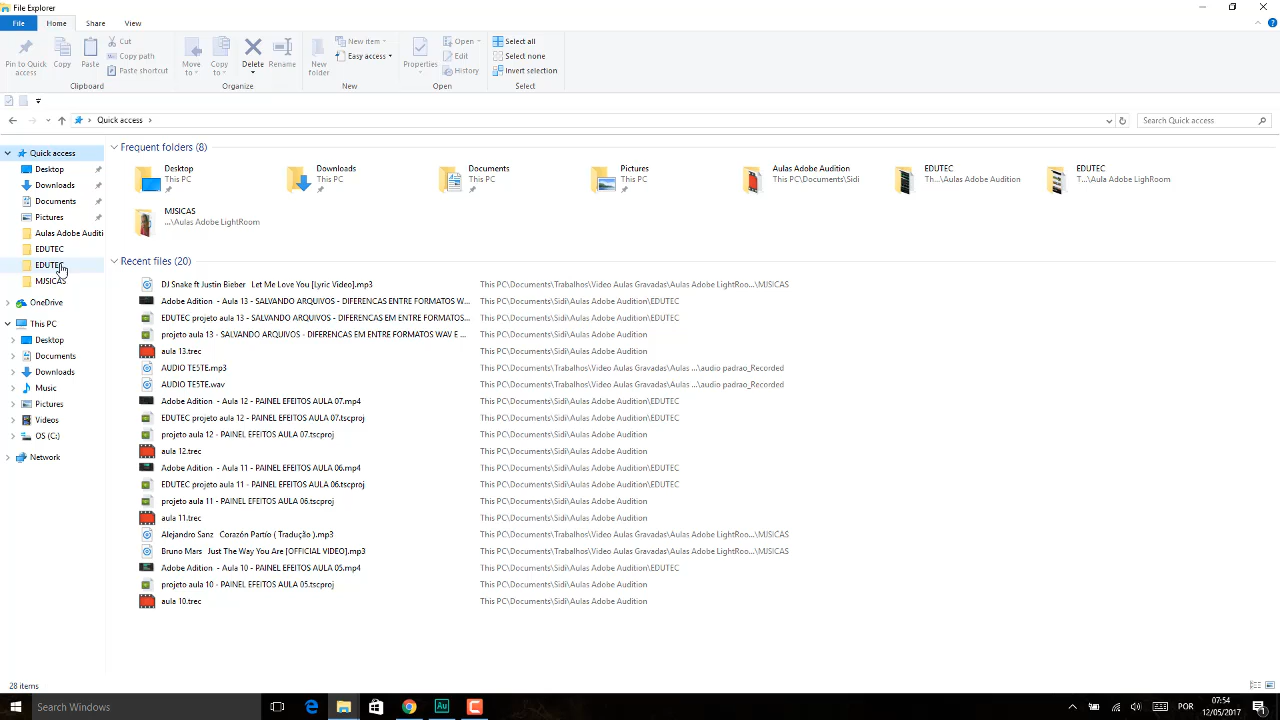 File Explorer
File Home Share View
Pin to Quick access
Copy
Paste
Cut
Copy path
Paste shortcut
Move to
Copy to
Delete
Rename
New folder
New item
Easy access
Properties
Open
Edit
History
Select all
Select none
Invert selection
Clipboard Organize New Open Select
Quick access
Search Quick access
Quick access
Desktop
Downloads
Documents
Pictures
Aulas Adobe Auditi
EDUTEC
EDUTEC
MJSICAS
OneDrive
This PC
Desktop
Documents
Downloads
Music
Pictures
Videos
OS (C:)
Network
Frequent folders (8)
Desktop
This PC
Downloads
This PC
Documents
This PC
Pictures
This PC
Aulas Adobe Audition
This PC\Documents\Sidi
EDUTEC
T...\Aulas Adobe Audition
EDUTEC
...\Aula Adobe LighRoom
MJSICAS
...\Aulas Adobe LightRoom
Recent files (20)
DJ Snake ft Justin Bieber Let Me Love You [Lyric Video].mp3 This PC\Documents\Trabalhos\Video Aulas Gravadas\Aulas Adobe LightRoo...\MJSICAS
Adobe Adition - Aula 13 - SALVANDO ARQUIVOS - DIFERENCAS ENTRE FORMATOS W... This PC\Documents\Sidi\Aulas Adobe Audition\EDUTEC
EDUTEC projeto aula 13 - SALVANDO ARQUIVOS - DIFERENCAS EM ENTRE FORMATOS... This PC\Documents\Sidi\Aulas Adobe Audition\EDUTEC
projeto aula 13 - SALVANDO ARQUIVOS - DIFERENCAS EM ENTRE FORMATOS WAV E ... This PC\Documents\Sidi\Aulas Adobe Audition
aula 13.trec This PC\Documents\Sidi\Aulas Adobe Audition
AUDIO TE5TE.mp3 This PC\Documents\Trabalhos\Video Aulas Gravadas\Aulas ...\audio padrao_Recorded
AUDIO TE5TE.wav This PC\Documents\Trabalhos\Video Aulas Gravadas\Aulas ...\audio padrao_Recorded
Adobe Adition - Aula 12 - PAINEL EFEITOS AULA 07.mp4 This PC\Documents\Sidi\Aulas Adobe Audition\EDUTEC
EDUTEC projeto aula 12 - PAINEL EFEITOS AULA 07.tscproj This PC\Documents\Sidi\Aulas Adobe Audition\EDUTEC
projeto aula 12 - PAINEL EFEITOS AULA 07.tscproj This PC\Documents\Sidi\Aulas Adobe Audition
aula 12.trec This PC\Documents\Sidi\Aulas Adobe Audition
Adobe Adition - Aula 11 - PAINEL EFEITOS AULA 06.mp4 This PC\Documents\Sidi\Aulas Adobe Audition\EDUTEC
EDUTEC projeto aula 11 - PAINEL EFEITOS AULA 06.tscproj This PC\Documents\Sidi\Aulas Adobe Audition\EDUTEC
projeto aula 11 - PAINEL EFEITOS AULA 06.tscproj This PC\Documents\Sidi\Aulas Adobe Audition
aula 11.trec This PC\Documents\Sidi\Aulas Adobe Audition
Alejandro Sanz Corazón Partío ( Tradução ).mp3 This PC\Documents\Trabalhos\Video Aulas Gravadas\Aulas Adobe LightRoo...\MJSICAS
Bruno Mars Just The Way You Are [OFFICIAL VIDEO].mp3 This PC\Documents\Trabalhos\Video Aulas Gravadas\Aulas Adobe LightRoo...\MJSICAS
Adobe Adition - Aula 10 - PAINEL EFEITOS AULA 05.mp4 This PC\Documents\Sidi\Aulas Adobe Audition\EDUTEC
projeto aula 10 - PAINEL EFEITOS AULA 05.tscproj This PC\Documents\Sidi\Aulas Adobe Audition
aula 10.trec This PC\Documents\Sidi\Aulas Adobe Audition
28 items
Search Windows
Au
POR
07:54
12/05/2017